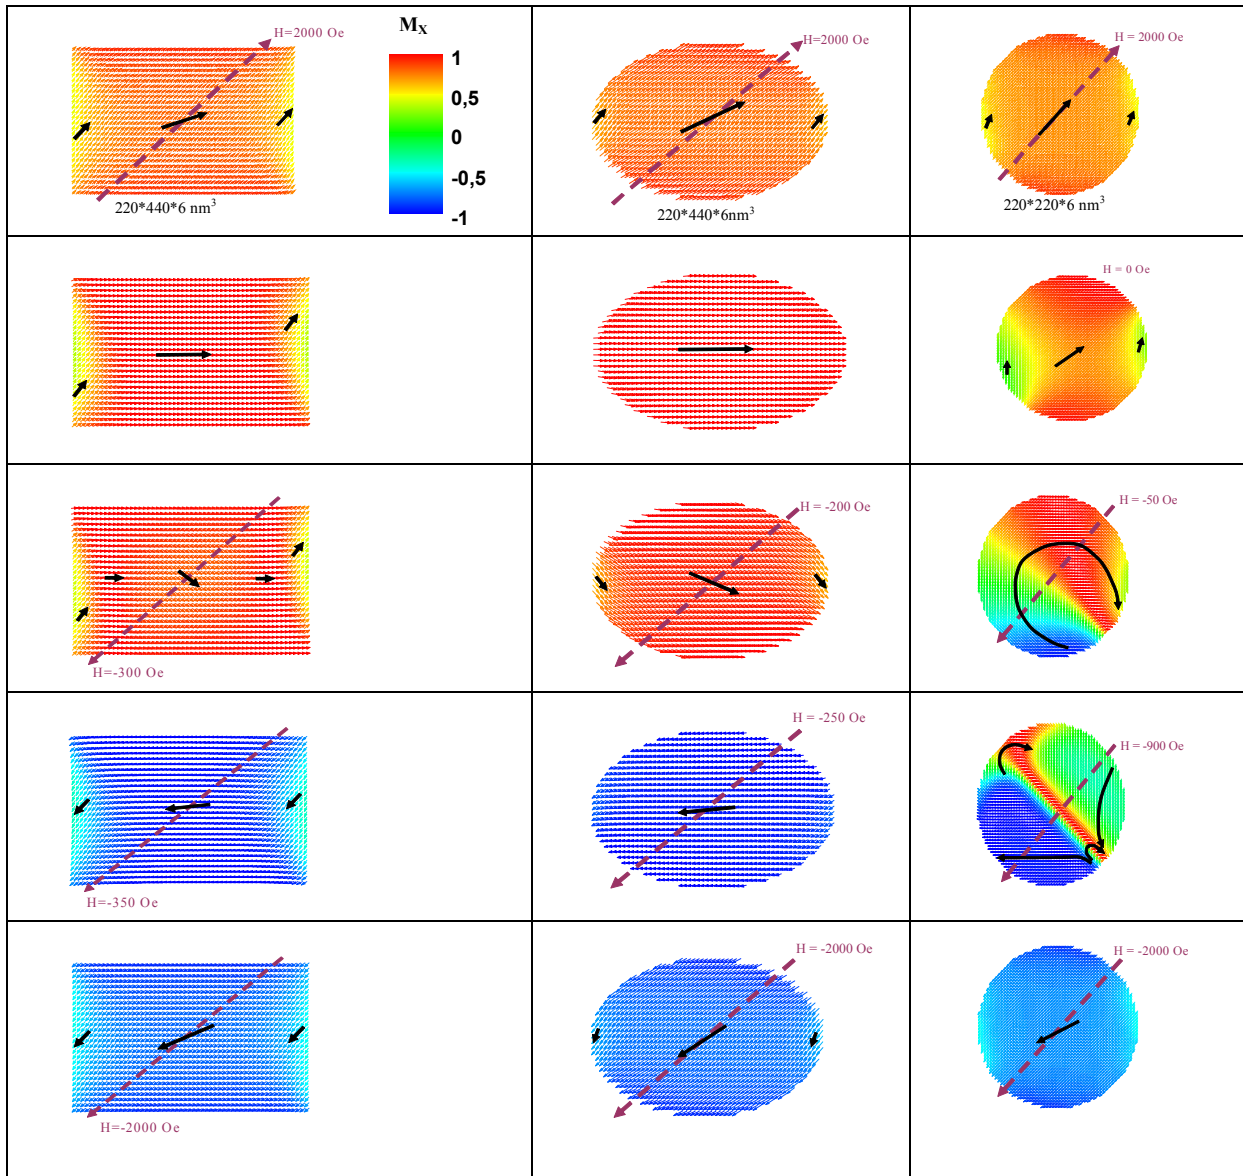 H=2000 Oe
M_X
1
0,5
0
-0,5
-1
220*440*6 nm³
H=2000 Oe
220*440*6nm³
H = 2000 Oe
220*220*6 nm³
H = 0 Oe
H=-300 Oe
H = -200 Oe
H = -50 Oe
H=-350 Oe
H = -250 Oe
H = -900 Oe
H=-2000 Oe
H = -2000 Oe
H = -2000 Oe